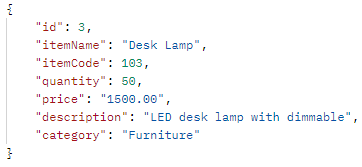 {
    "id": 3,
    "itemName": "Desk Lamp",
    "itemCode": 103,
    "quantity": 50,
    "price": "1500.00",
    "description": "LED desk lamp with dimmable",
    "category": "Furniture"
}